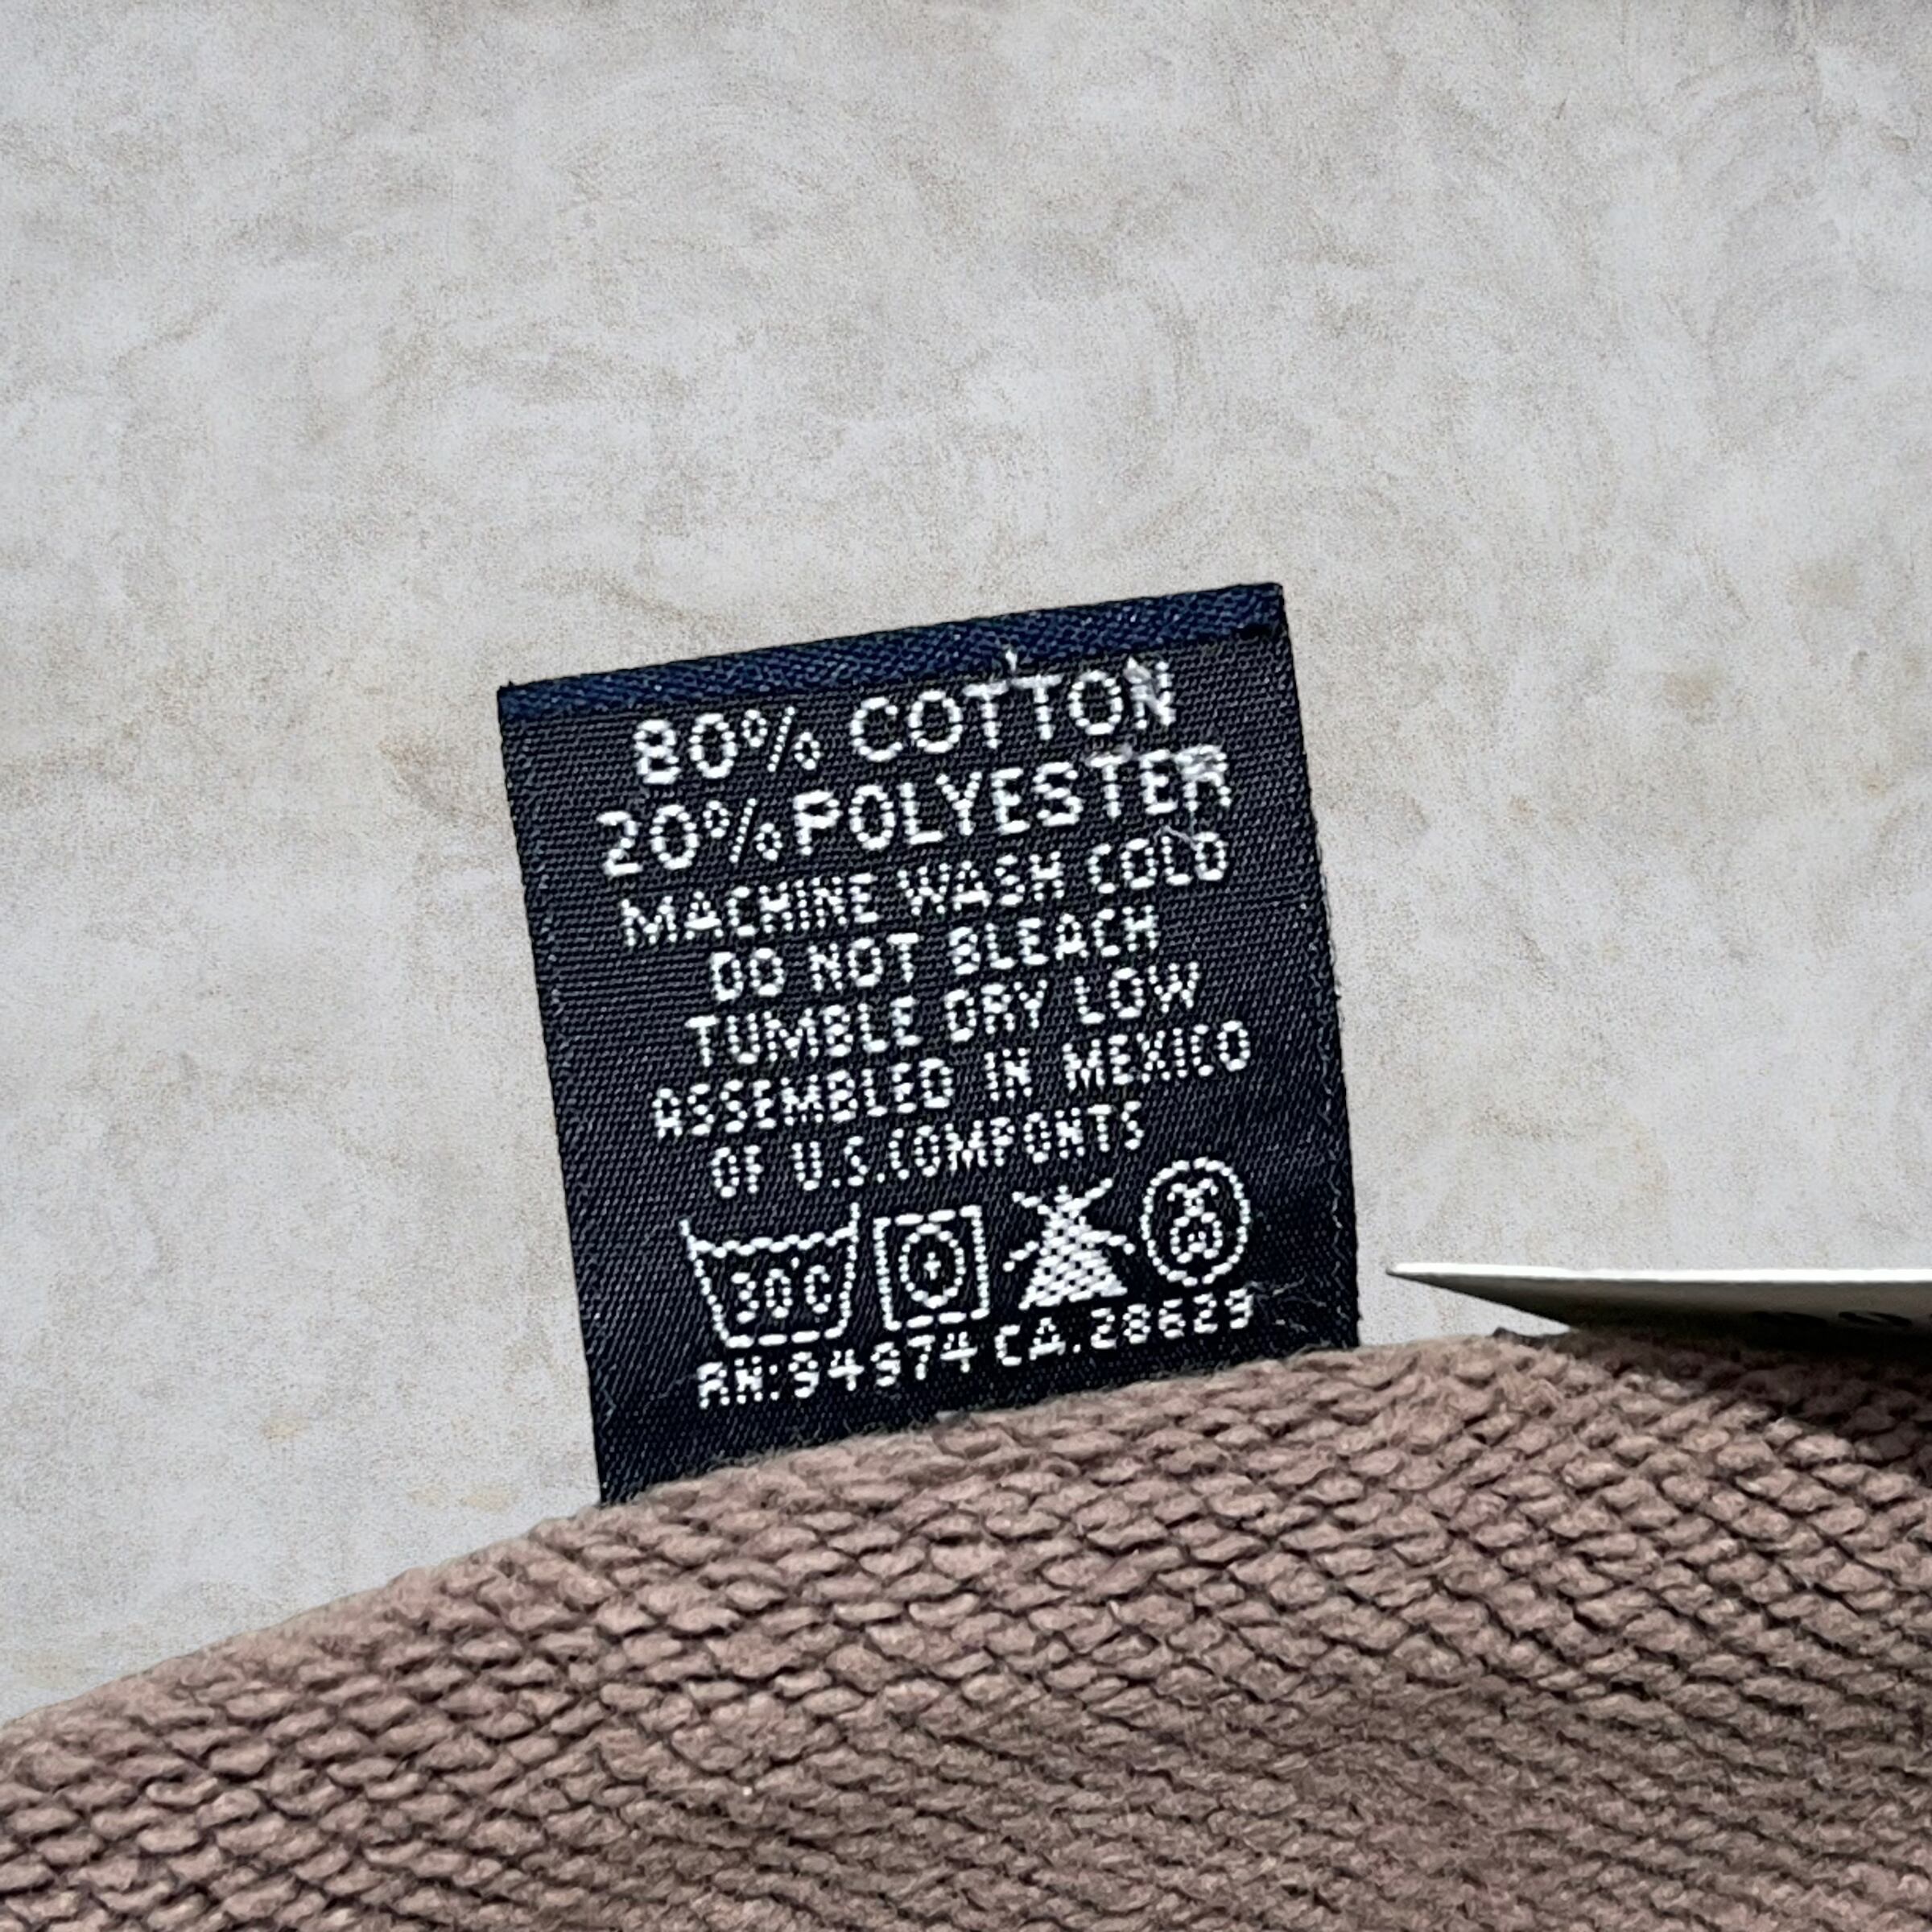 80% COTTON
20% POLYESTER
MACHINE WASH COLD
DO NOT BLEACH
TUMBLE DRY LOW
ASSEMBLED IN MEXICO
OF U.S.COMPONTS
30°C
RN:94974 CA.28629